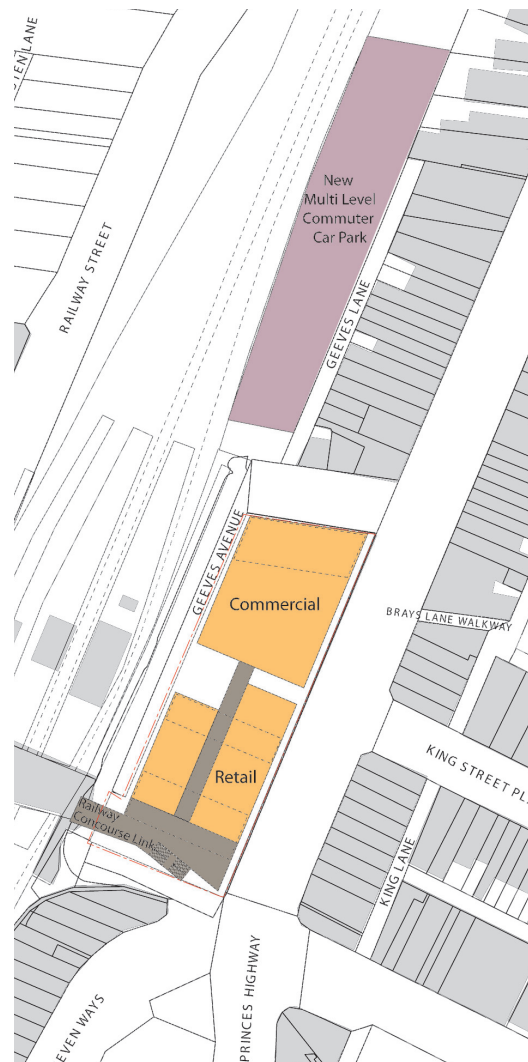 STEN LANE
New
Multi Level
Commuter
Car Park
RAILWAY STREET
GEEVES LANE
GEEVES AVENUE
Commercial
BRAYS LANE WALKWAY
KING STREET PL
Retail
Railway
Concourse Link
KING LANE
EVEN WAYS
PRINCES HIGHWAY